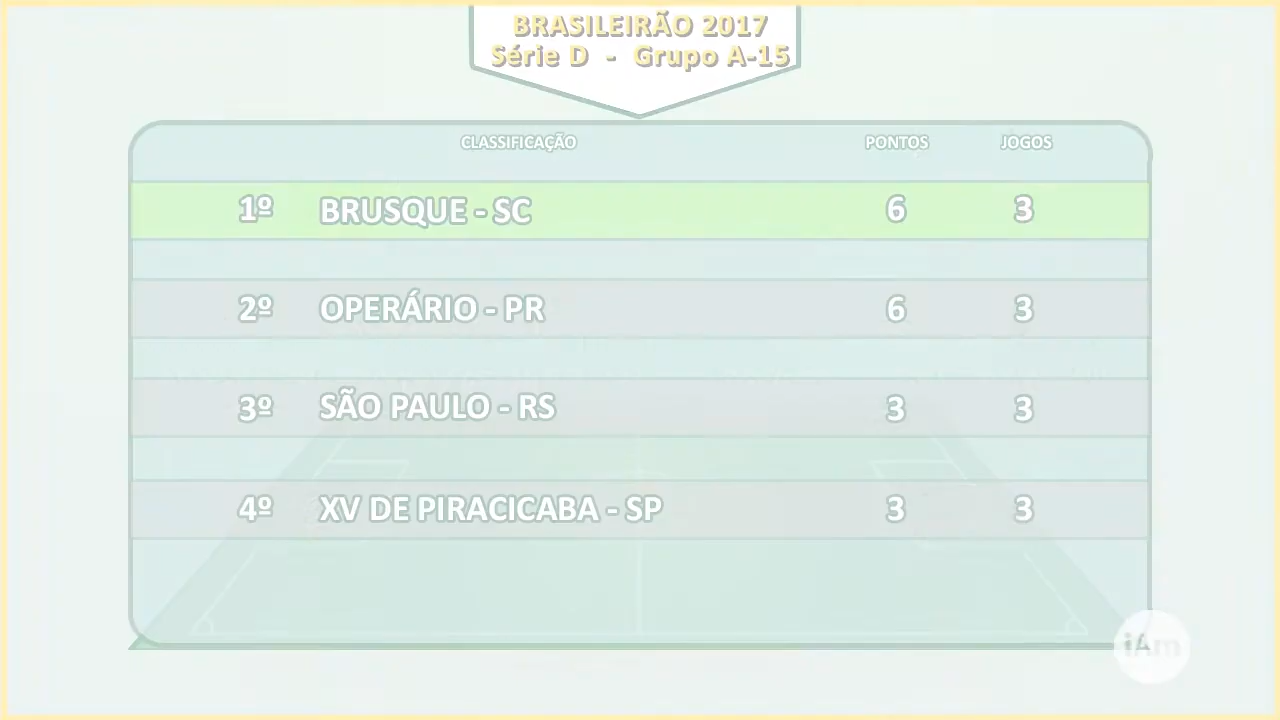 BRASILEIRÃO 2017
Série D - Grupo A-15
CLASSIFICAÇÃO PONTOS JOGOS
1º BRUSQUE - SC 6 3
2º OPERÁRIO - PR 6 3
3º SÃO PAULO - RS 3 3
4º XV DE PIRACICABA - SP 3 3
iAm